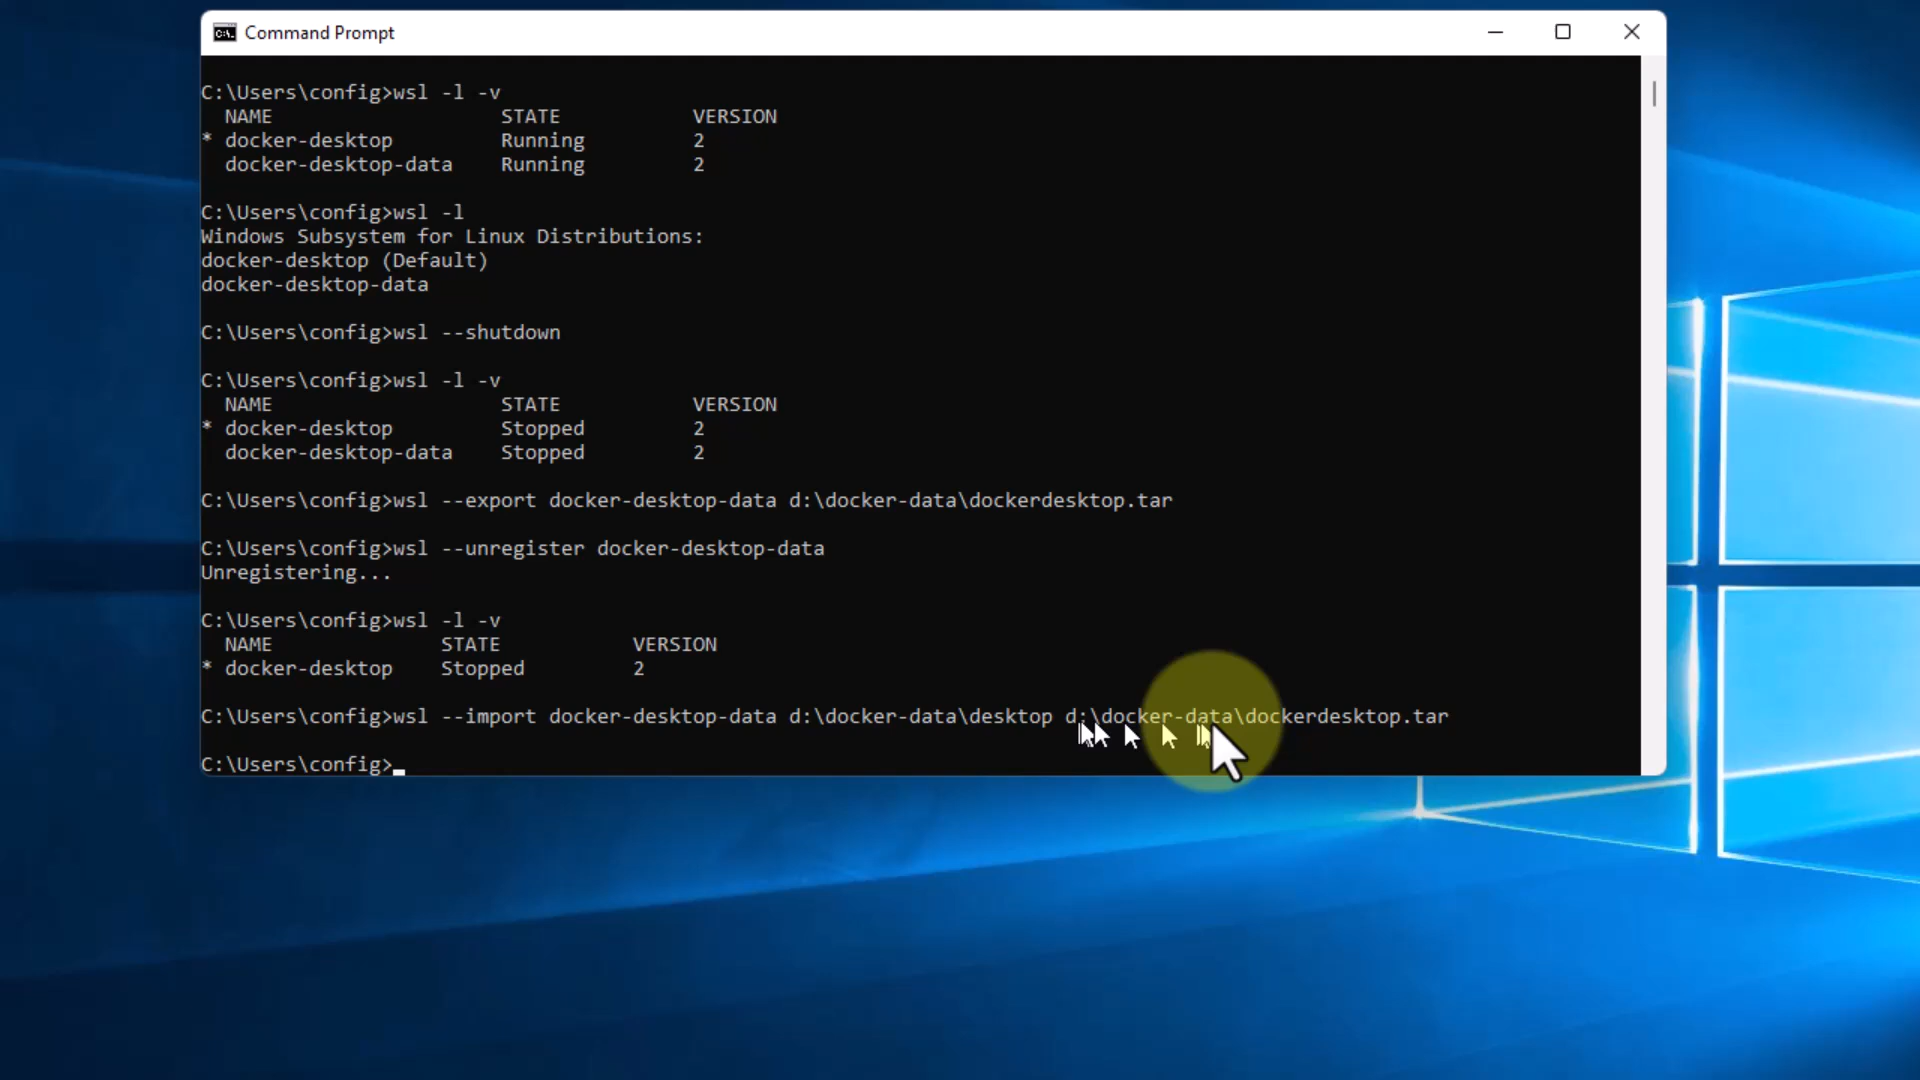 Command Prompt
C:\Users\config>wsl -l -v
NAME STATE VERSION
* docker-desktop Running 2
docker-desktop-data Running 2
C:\Users\config>wsl -l
Windows Subsystem for Linux Distributions:
docker-desktop (Default)
docker-desktop-data
C:\Users\config>wsl --shutdown
C:\Users\config>wsl -l -v
NAME STATE VERSION
* docker-desktop Stopped 2
docker-desktop-data Stopped 2
C:\Users\config>wsl --export docker-desktop-data d:\docker-data\dockerdesktop.tar
C:\Users\config>wsl --unregister docker-desktop-data
Unregistering...
C:\Users\config>wsl -l -v
NAME STATE VERSION
* docker-desktop Stopped 2
C:\Users\config>wsl --import docker-desktop-data d:\docker-data\desktop d:\docker-data\dockerdesktop.tar
C:\Users\config>